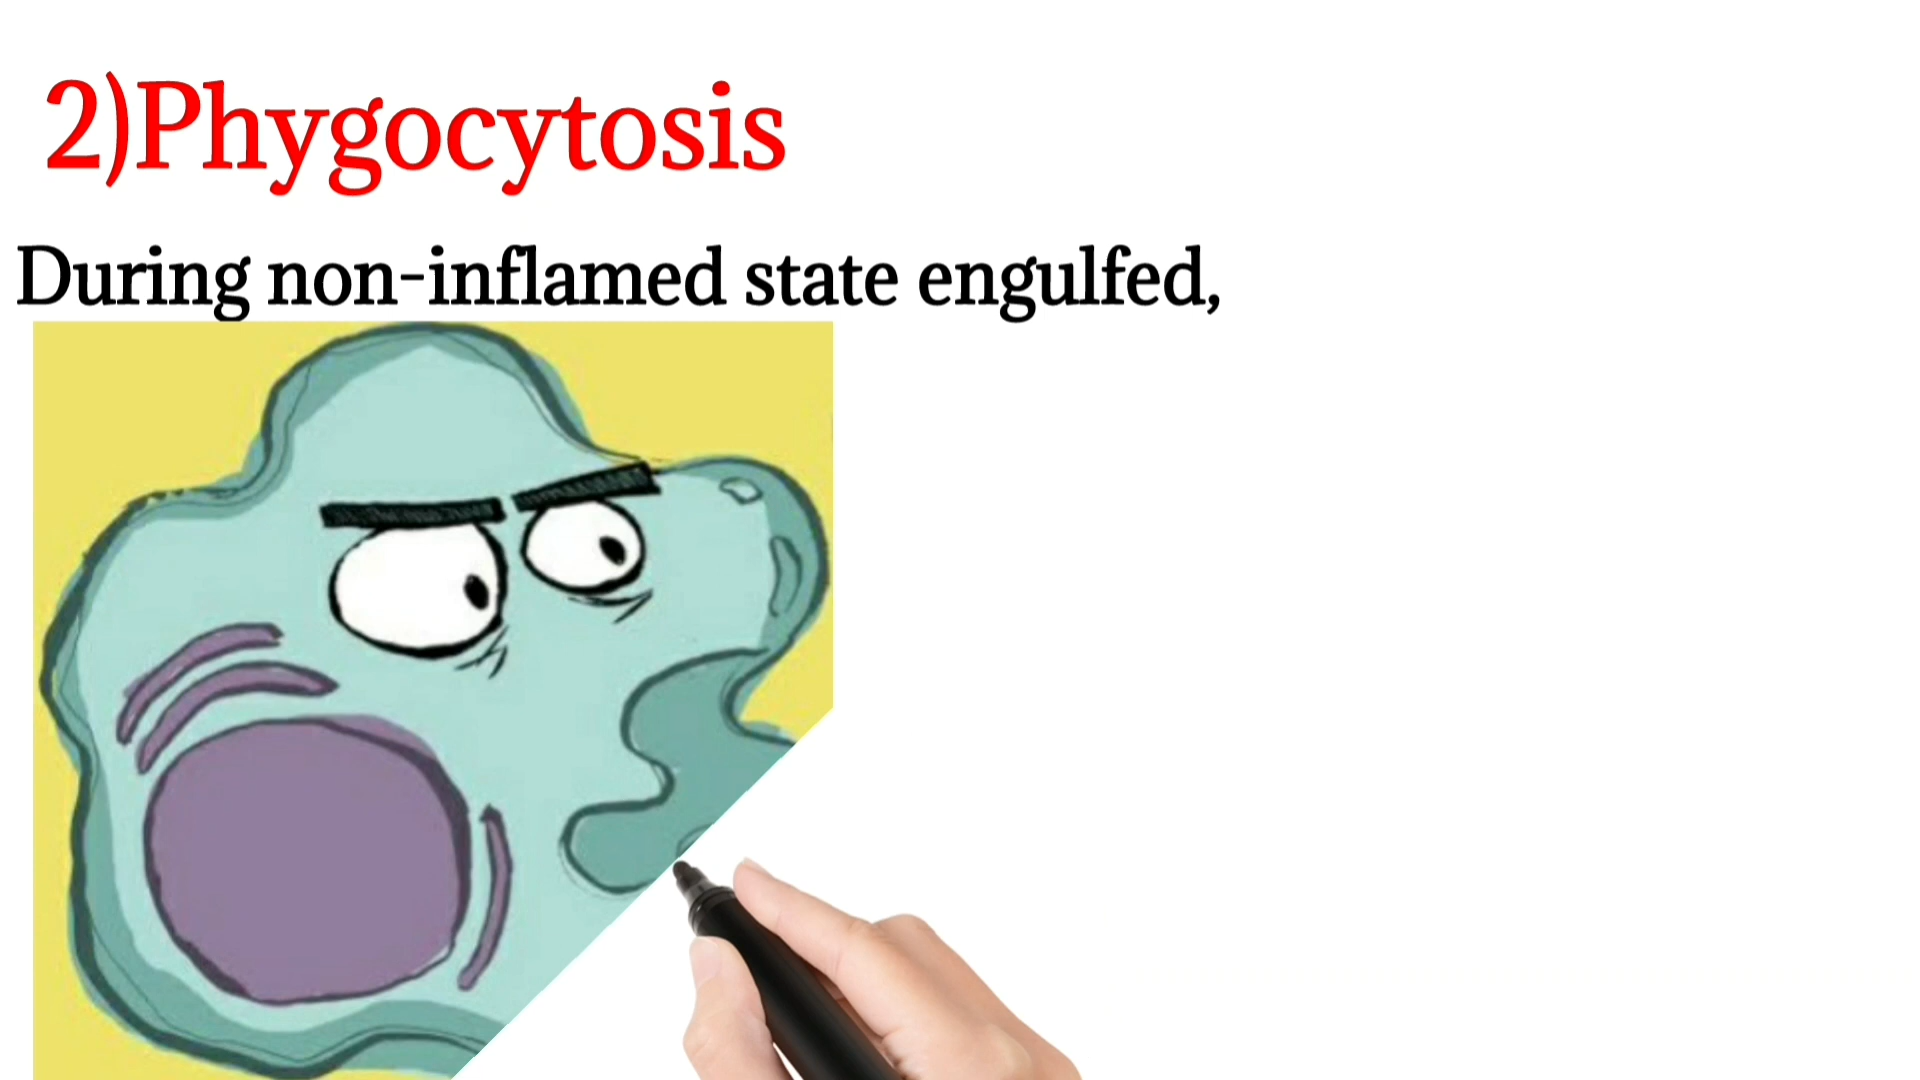 2)Phygocytosis
During non-inflamed state engulfed,